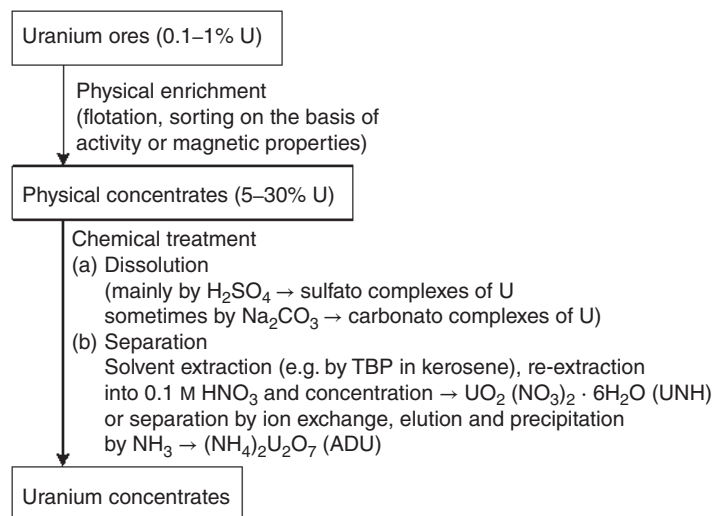 Uranium ores (0.1–1% U)
Physical enrichment
(flotation, sorting on the basis of
activity or magnetic properties)
Physical concentrates (5–30% U)
Chemical treatment
(a) Dissolution
(mainly by H₂SO₄ → sulfato complexes of U
sometimes by Na₂CO₃ → carbonato complexes of U)
(b) Separation
Solvent extraction (e.g. by TBP in kerosene), re-extraction
into 0.1 M HNO₃ and concentration → UO₂ (NO₃)₂ · 6H₂O (UNH)
or separation by ion exchange, elution and precipitation
by NH₃ → (NH₄)₂U₂O₇ (ADU)
Uranium concentrates